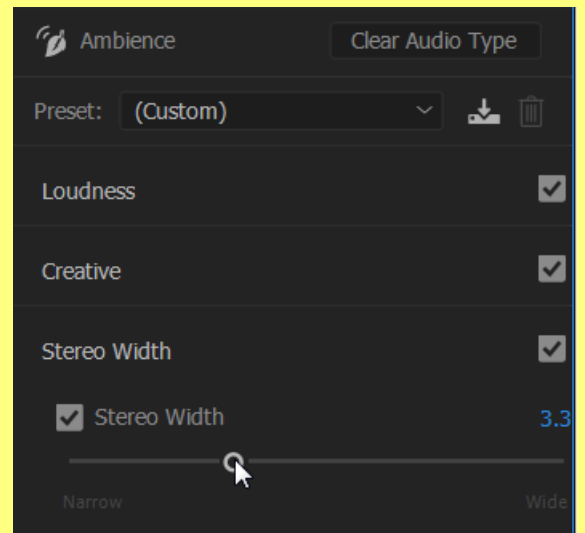 Ambience Clear Audio Type
Preset: (Custom)
Loudness
Creative
Stereo Width
Stereo Width 3.3
Narrow Wide